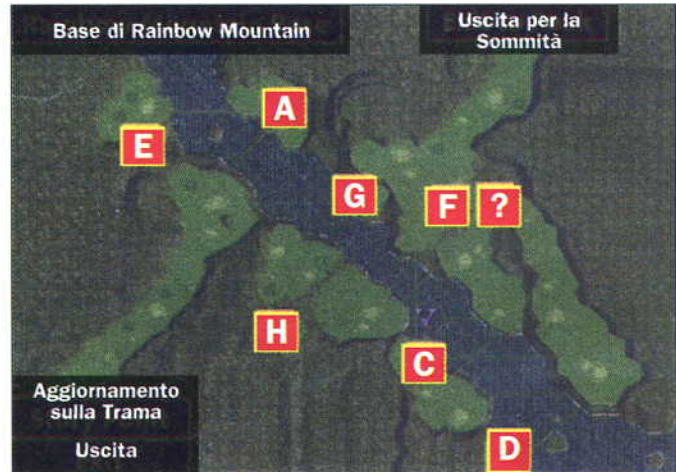 Base di Rainbow Mountain
Uscita per la
Sommità
A
E
G
F
?
H
C
D
Aggiornamento
sulla Trama
Uscita